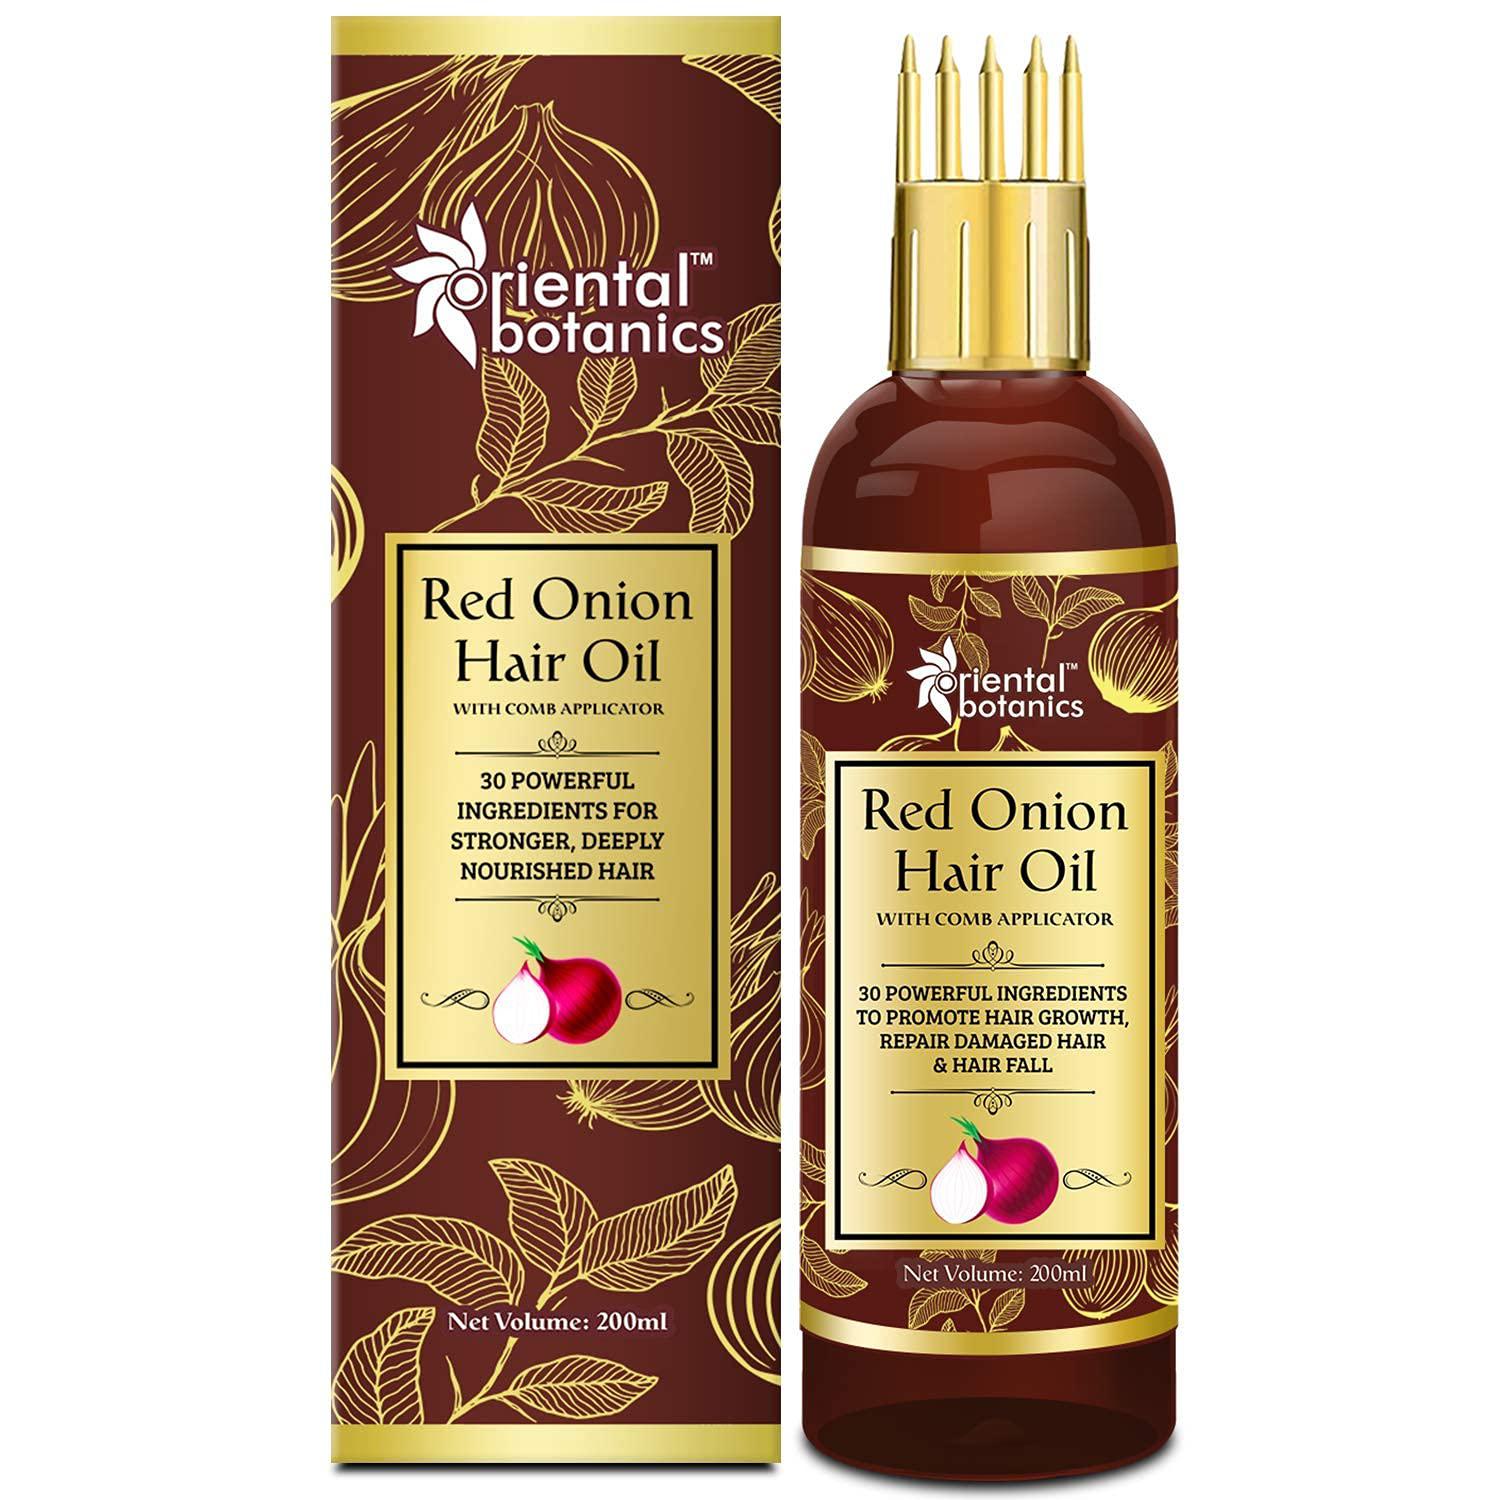 oriental™
botanics
Red Onion
Hair Oil
WITH COMB APPLICATOR
30 POWERFUL
INGREDIENTS FOR
STRONGER, DEEPLY
NOURISHED HAIR
Net Volume: 200ml
oriental™
botanics
Red Onion
Hair Oil
WITH COMB APPLICATOR
30 POWERFUL INGREDIENTS
TO PROMOTE HAIR GROWTH,
REPAIR DAMAGED HAIR
& HAIR FALL
Net Volume: 200ml